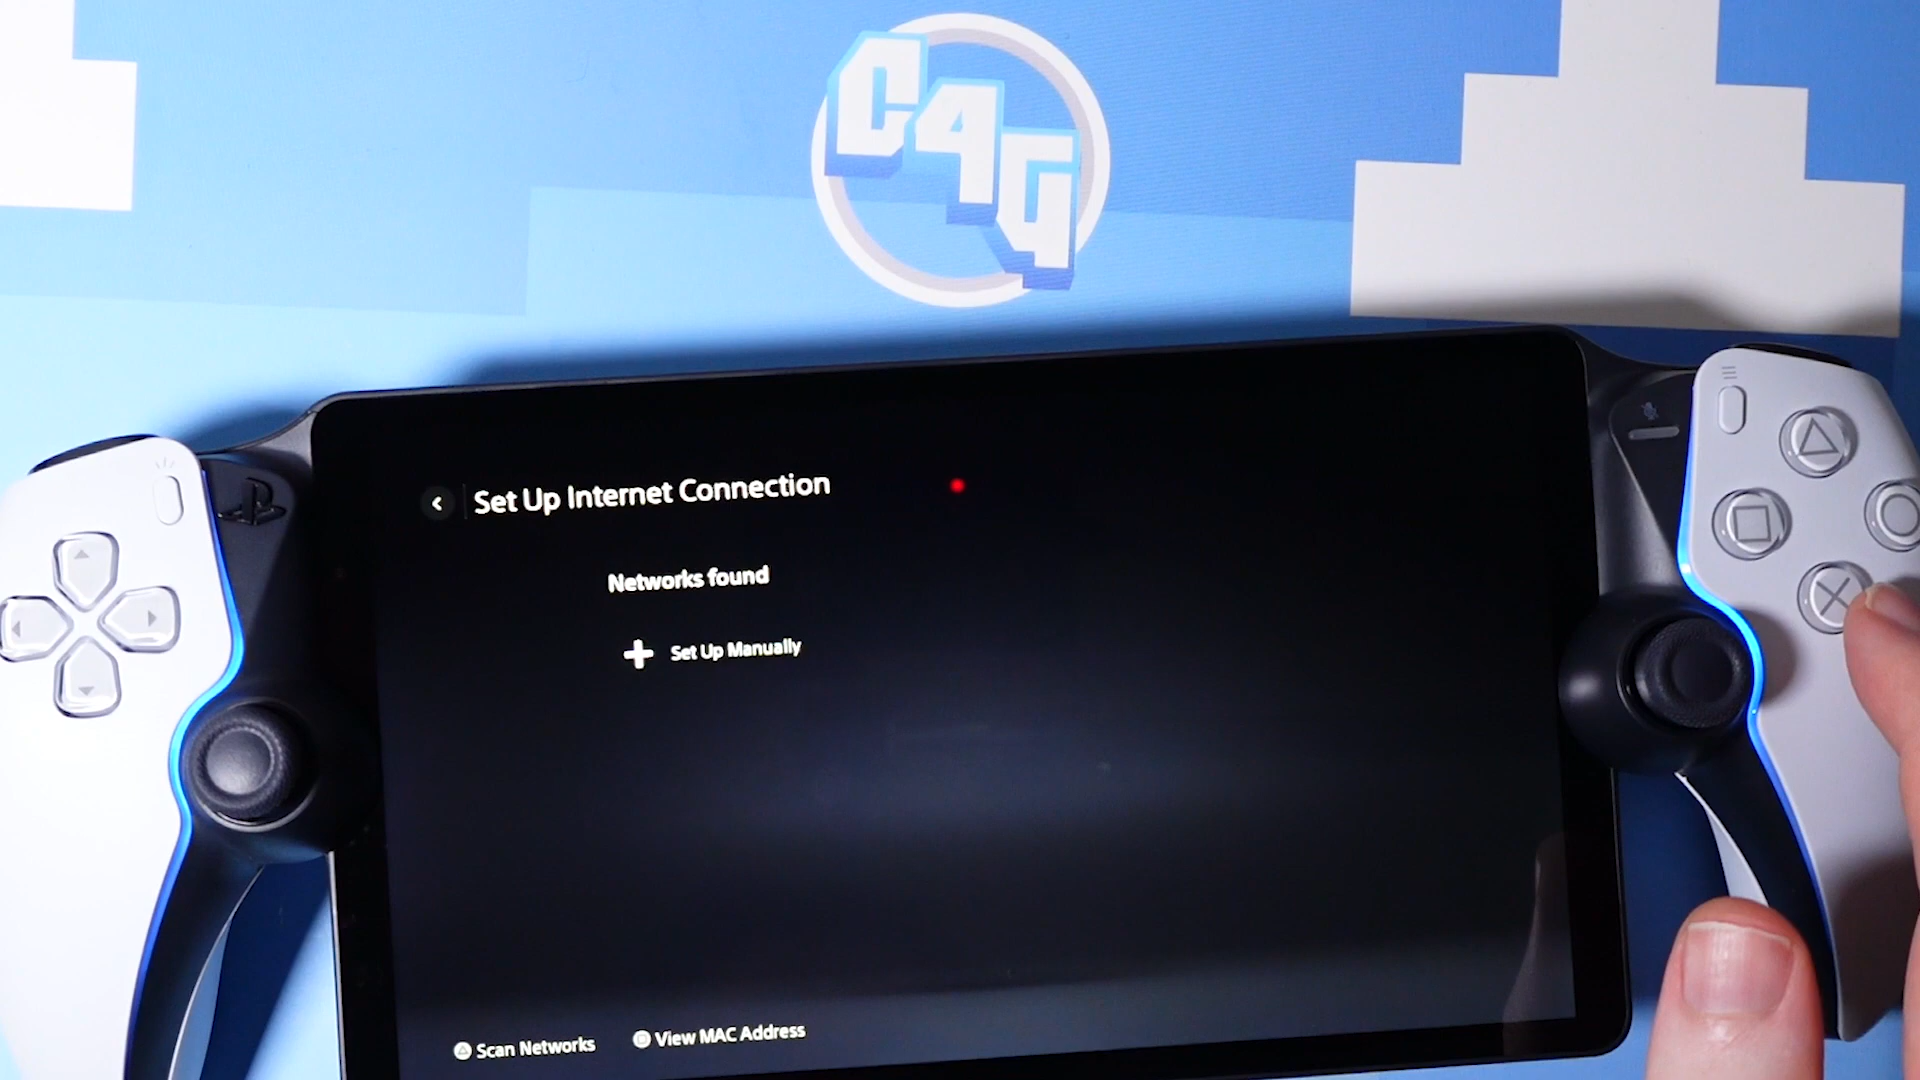 C4G
Set Up Internet Connection
Networks found
Set Up Manually
Scan Networks
View MAC Address